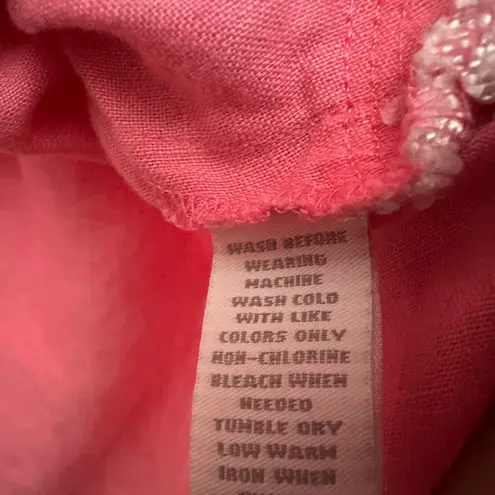 WASH BEFORE
WEARING
MACHINE
WASH COLD
WITH LIKE
COLORS ONLY
NON-CHLORINE
BLEACH WHEN
NEEDED
TUMBLE DRY
LOW WARM
IRON WHEN